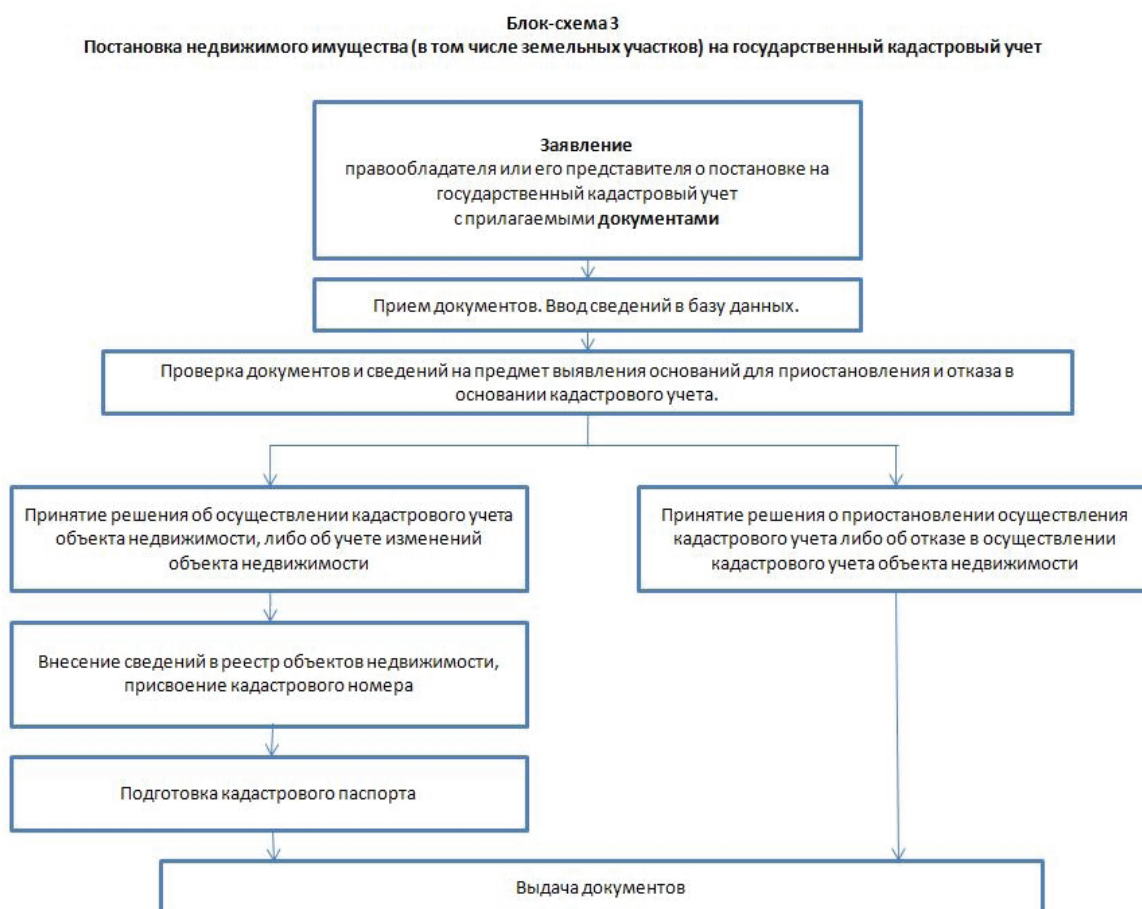 Блок-схема 3
Постановка недвижимого имущества (в том числе земельных участков) на государственный кадастровый учет
Заявление
правообладателя или его представителя о постановке на
государственный кадастровый учет
с прилагаемыми документами
Прием документов. Ввод сведений в базу данных.
Проверка документов и сведений на предмет выявления оснований для приостановления и отказа в
основании кадастрового учета.
Принятие решения об осуществлении кадастрового учета
объекта недвижимости, либо об учете изменений
объекта недвижимости
Принятие решения о приостановлении осуществления
кадастрового учета либо об отказе в осуществлении
кадастрового учета объекта недвижимости
Внесение сведений в реестр объектов недвижимости,
присвоение кадастрового номера
Подготовка кадастрового паспорта
Выдача документов